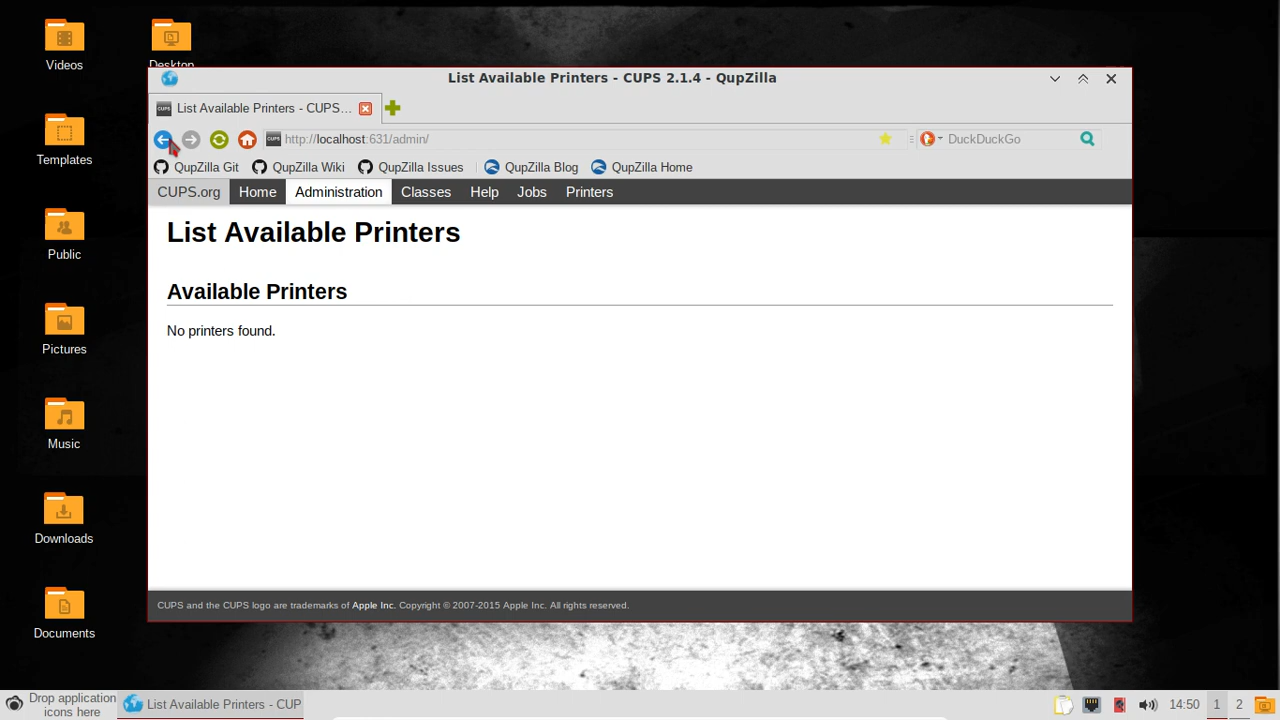 Videos
Desktop
Templates
Public
Pictures
Music
Downloads
Documents
List Available Printers - CUPS 2.1.4 - QupZilla
CUPS List Available Printers - CUPS...
CUPS http://localhost:631/admin/
DuckDuckGo
QupZilla Git QupZilla Wiki QupZilla Issues QupZilla Blog QupZilla Home
CUPS.org Home Administration Classes Help Jobs Printers
List Available Printers
Available Printers
No printers found.
CUPS and the CUPS logo are trademarks of Apple Inc. Copyright © 2007-2015 Apple Inc. All rights reserved.
Drop application
icons here
List Available Printers - CUP
14:50 1 2